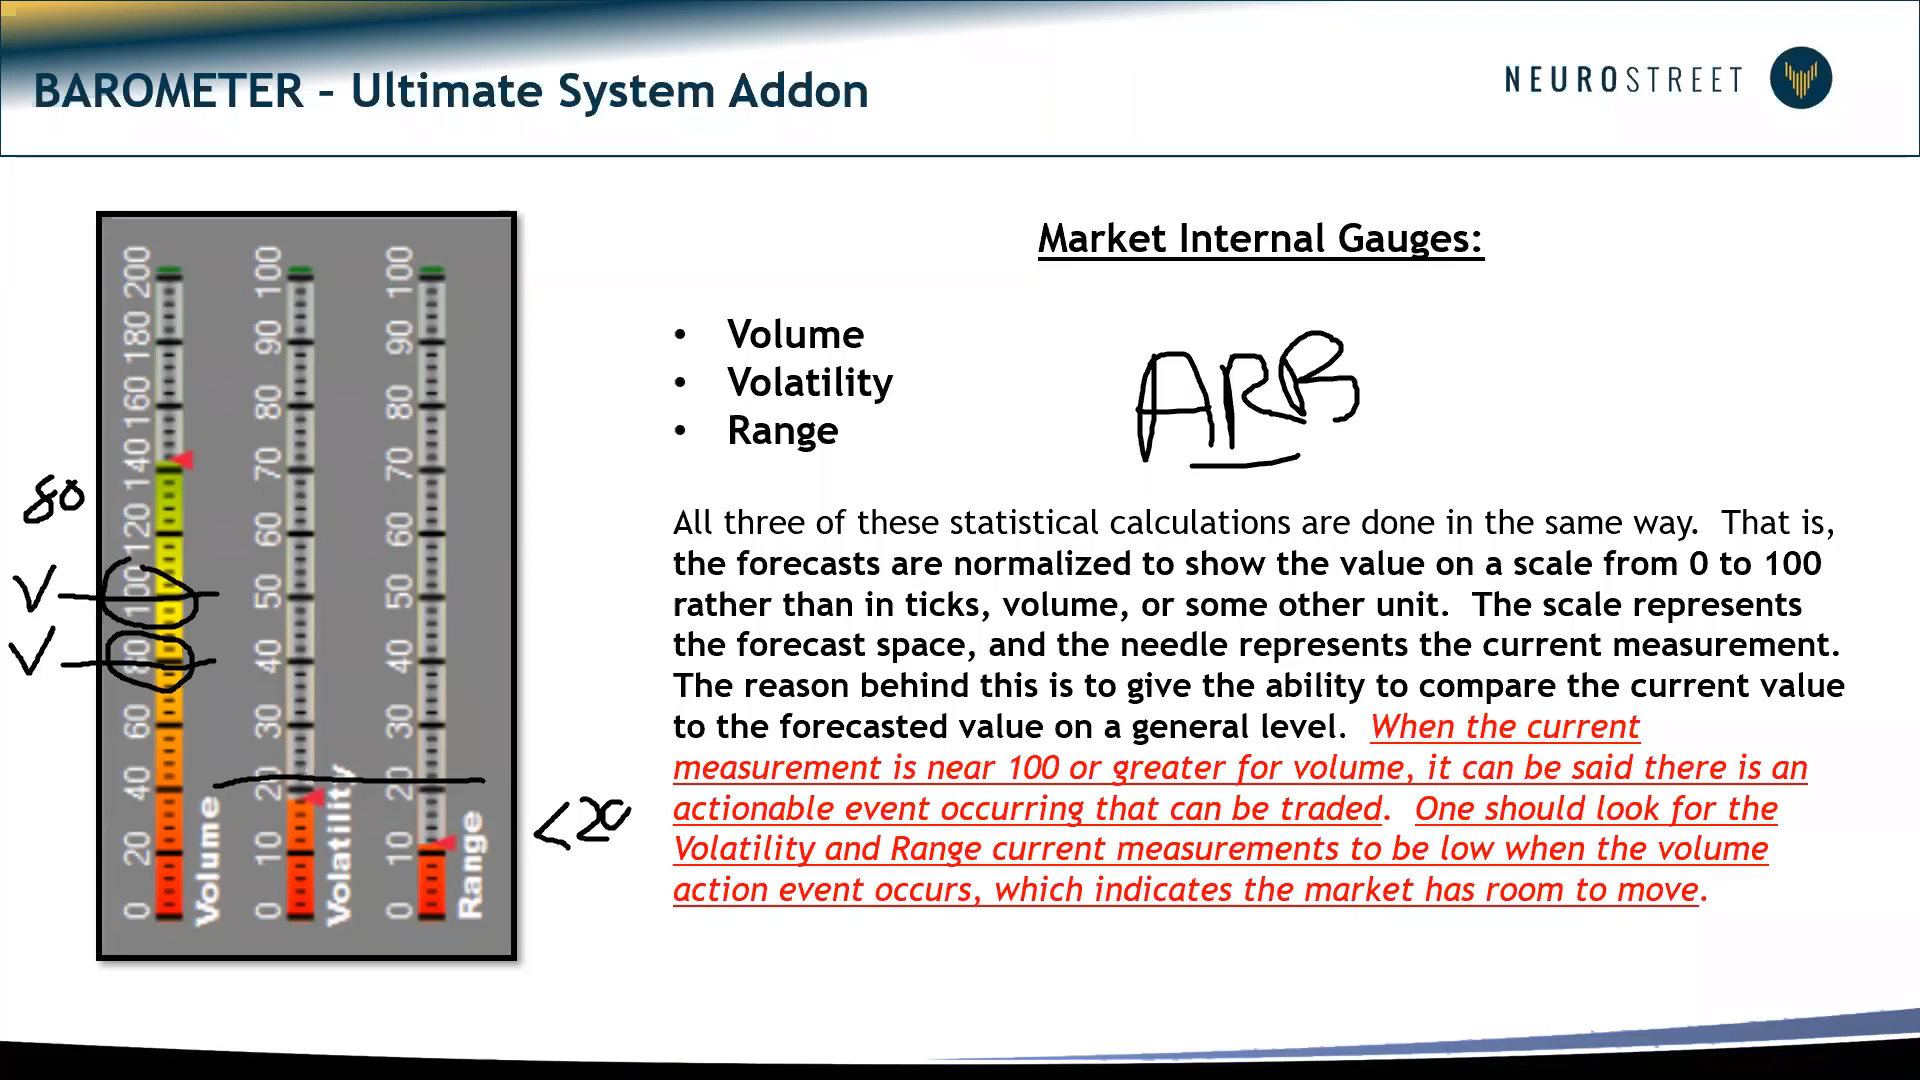 BAROMETER – Ultimate System Addon
NEUROSTREET
Market Internal Gauges:
• Volume
• Volatility
• Range
ARB
All three of these statistical calculations are done in the same way. That is,
the forecasts are normalized to show the value on a scale from 0 to 100
rather than in ticks, volume, or some other unit. The scale represents
the forecast space, and the needle represents the current measurement.
The reason behind this is to give the ability to compare the current value
to the forecasted value on a general level. When the current
measurement is near 100 or greater for volume, it can be said there is an
actionable event occurring that can be traded. One should look for the
Volatility and Range current measurements to be low when the volume
action event occurs, which indicates the market has room to move.
0 20 40 60 80 100 120 140 160 180 200
Volume
0 10 20 30 40 50 60 70 80 90 100
Volatility
0 10 20 30 40 50 60 70 80 90 100
Range
80
V
V
<20